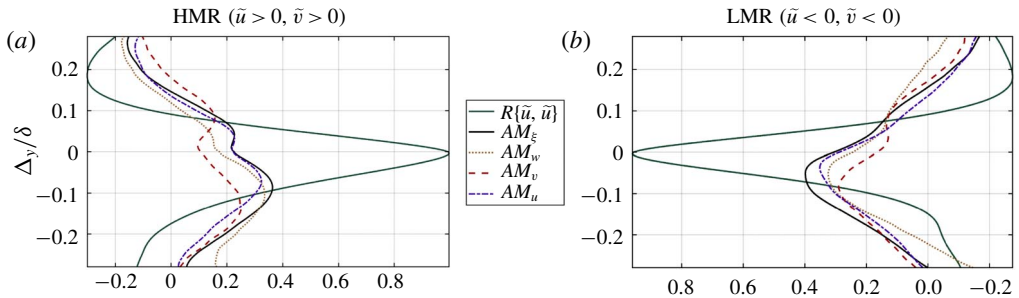 HMR (ũ > 0, ṽ > 0)
LMR (ũ < 0, ṽ < 0)
(a)
(b)
Δy/δ
0.2
0.1
0
−0.1
−0.2
−0.2
0
0.2
0.4
0.6
0.8
R{ũ, ũ}
AMξ
AMw
AMv
AMu
0.2
0.1
0
−0.1
−0.2
0.8
0.6
0.4
0.2
0.0
−0.2